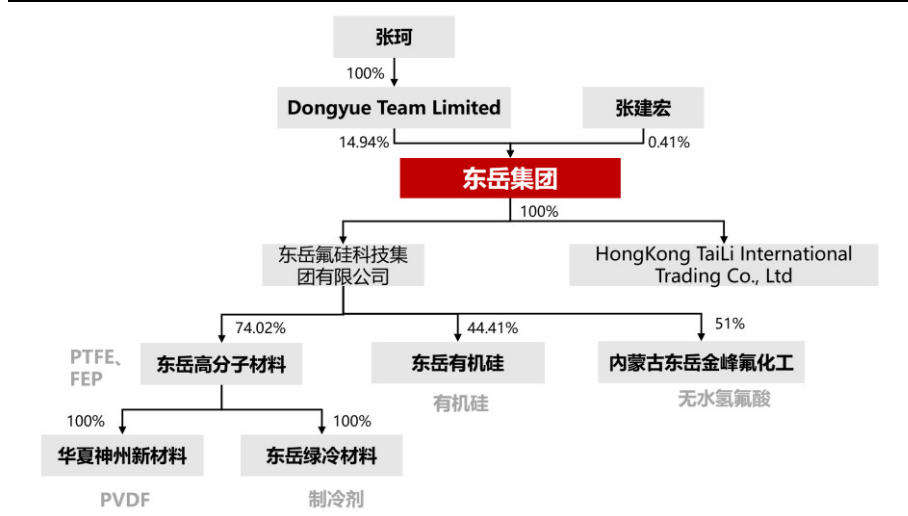 张珂
100%
Dongyue Team Limited
张建宏
14.94%
0.41%
东岳集团
100%
东岳氟硅科技集
团有限公司
HongKong TaiLi International
Trading Co., Ltd
74.02%
44.41%
51%
PTFE、
FEP
东岳高分子材料
东岳有机硅
内蒙古东岳金峰氟化工
有机硅
无水氢氟酸
100%
100%
华夏神州新材料
东岳绿冷材料
PVDF
制冷剂